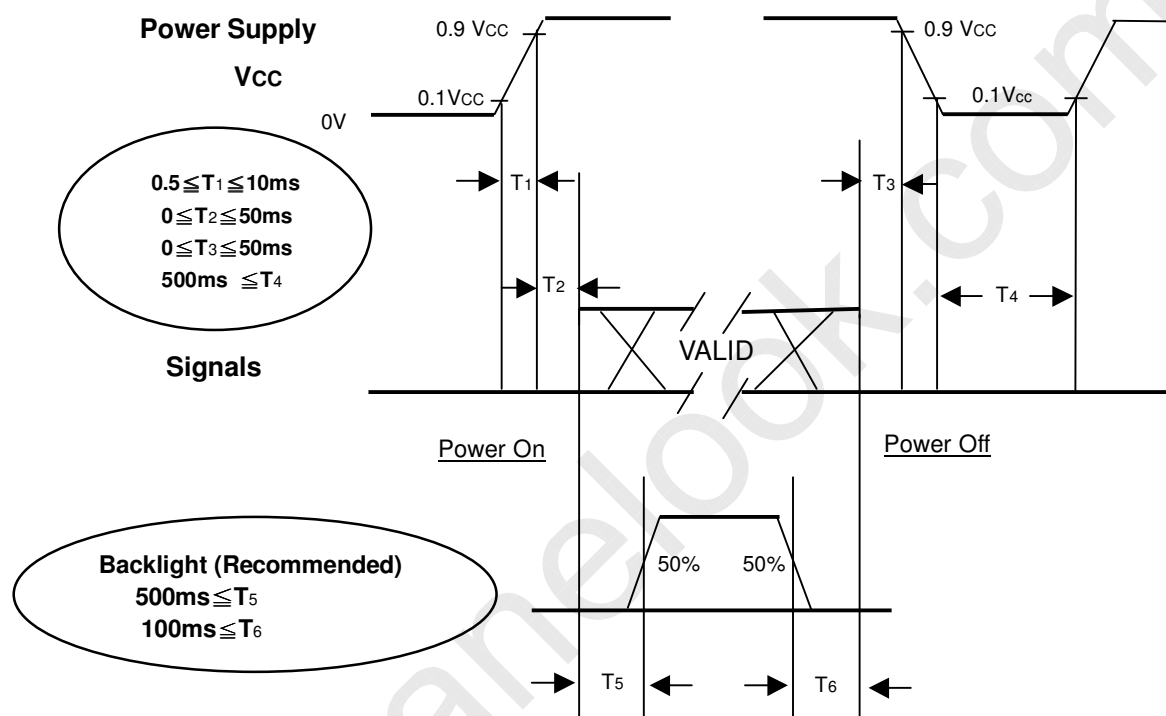 Power Supply
Vcc
0.9 Vcc
0.9 Vcc
0.1Vcc
0.1Vcc
0V
0.5≦T1≦10ms
0≦T2≦50ms
0≦T3≦50ms
500ms ≦T4
T1
T3
T2
T4
VALID
Signals
Power On
Power Off
Backlight (Recommended)
500ms≦T5
100ms≦T6
50%
50%
T5
T6
anelook.com